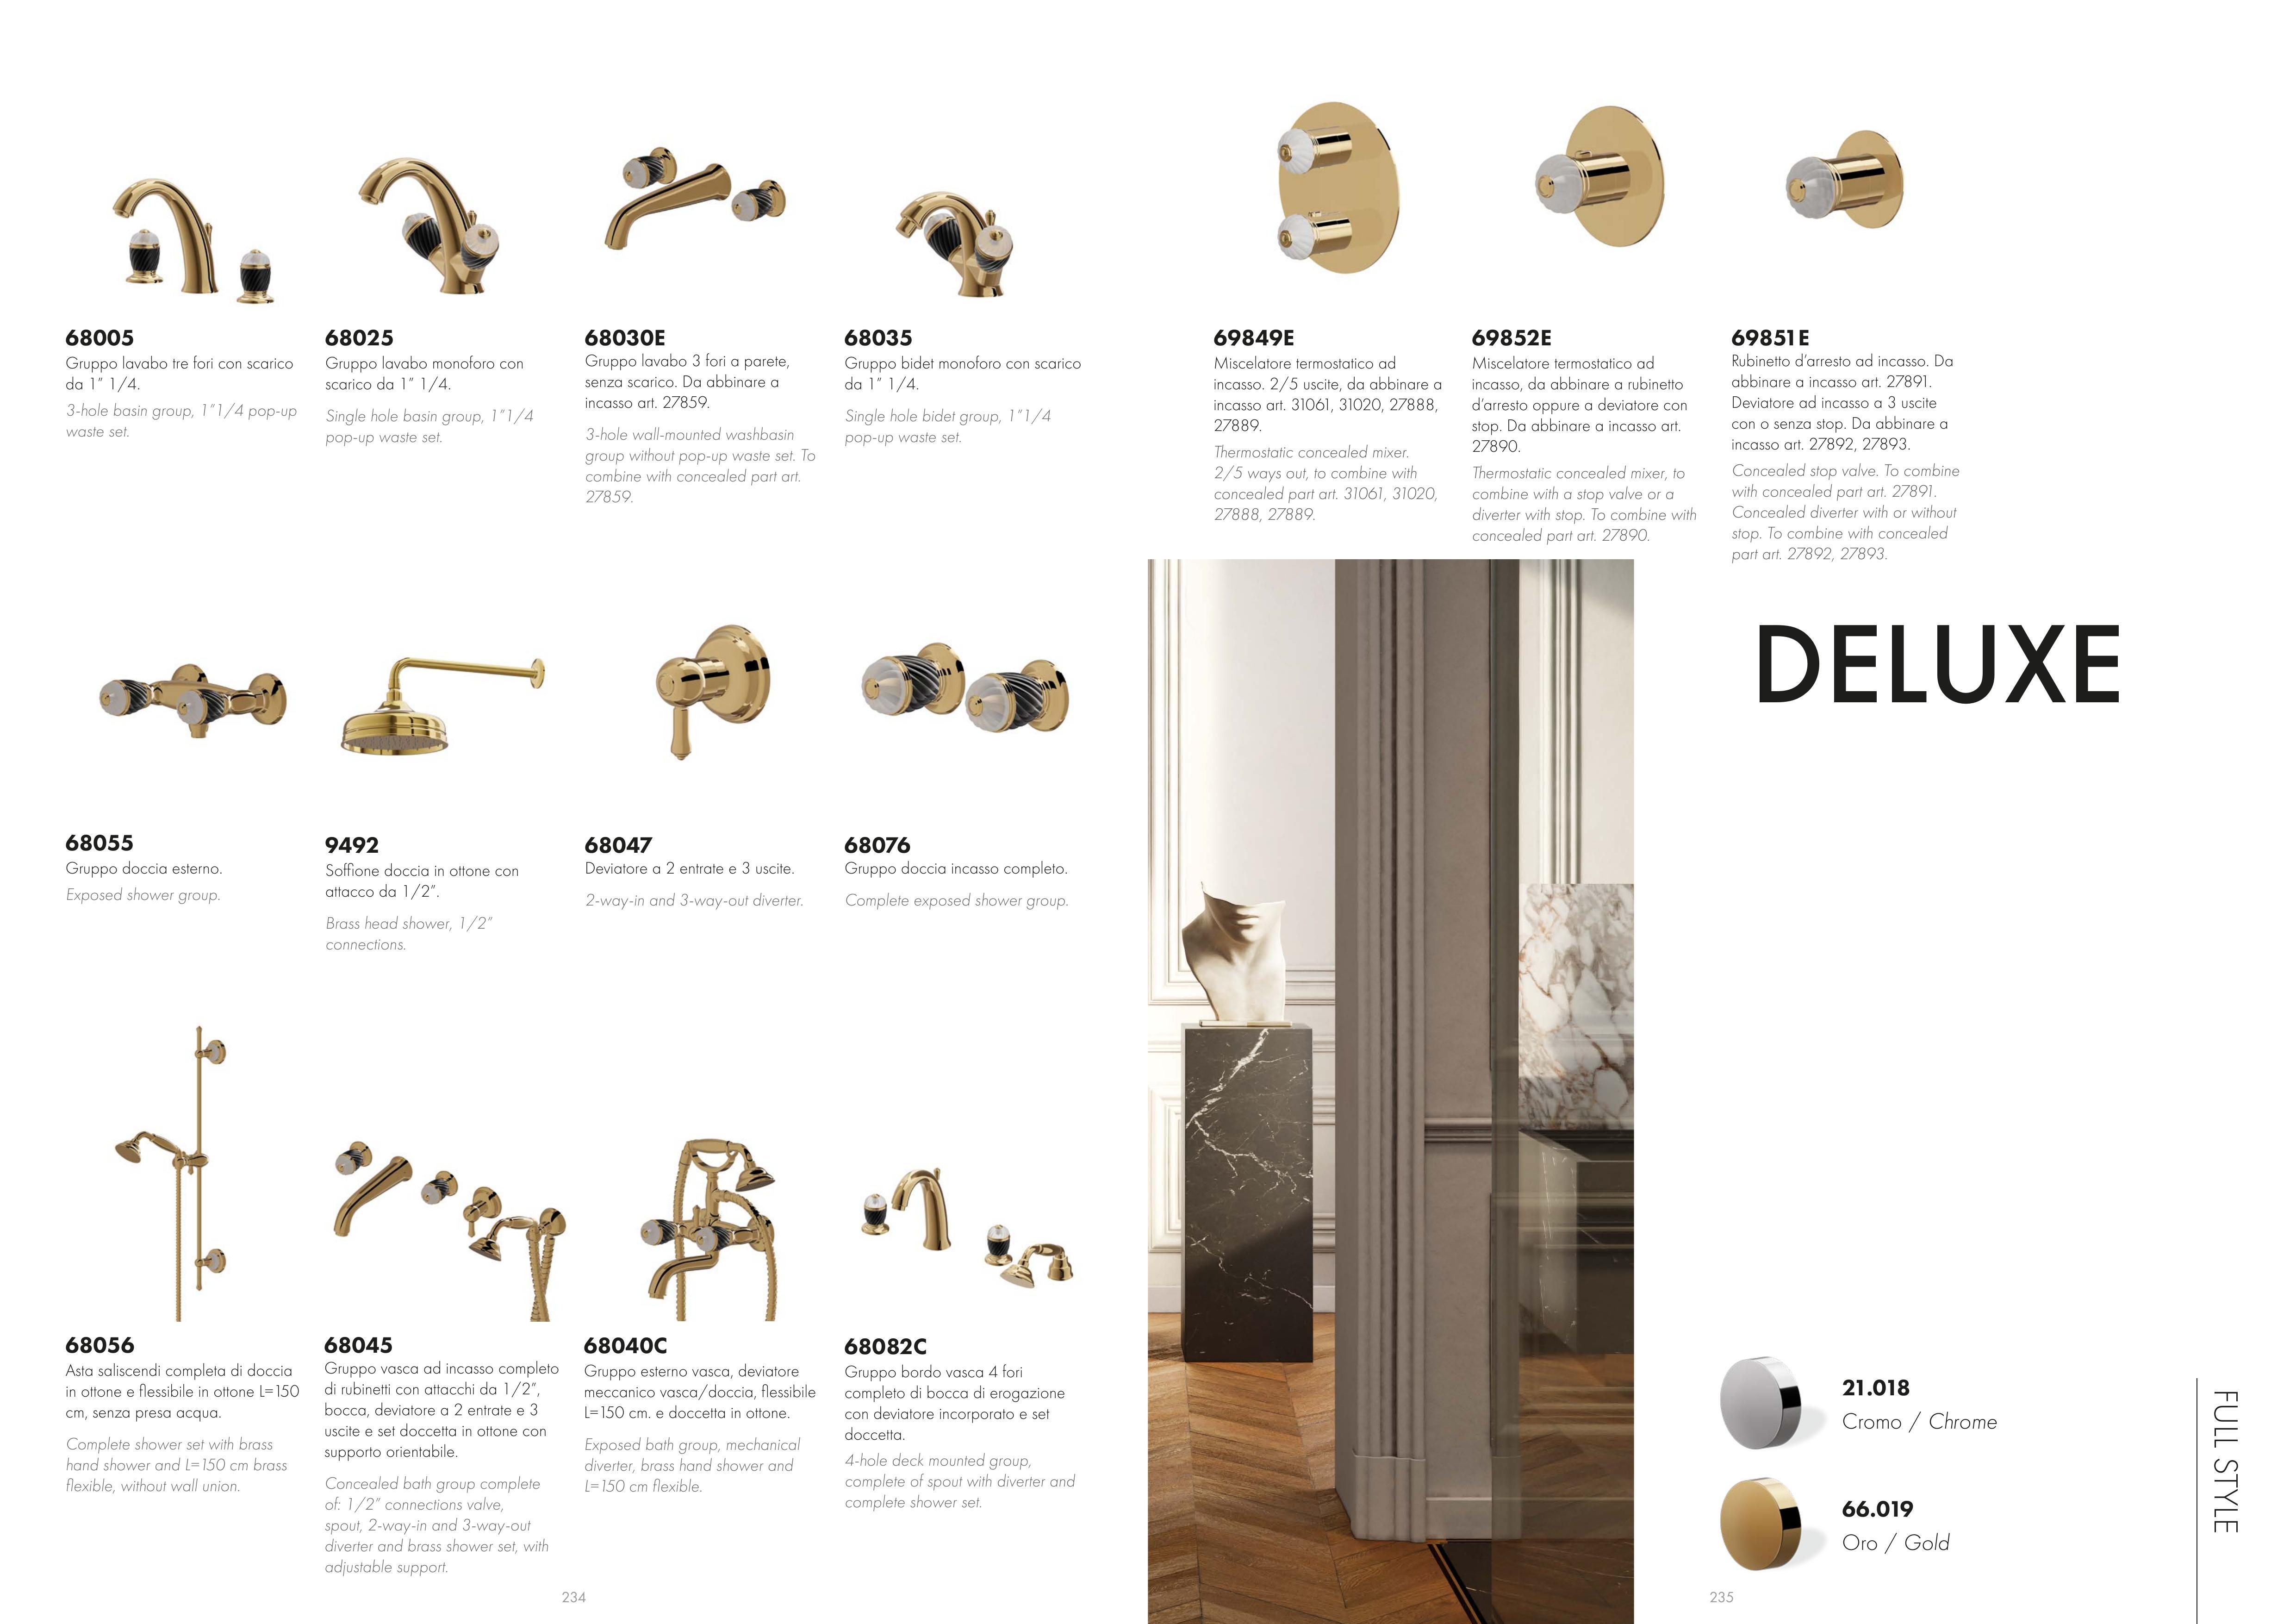 68005
Gruppo lavabo tre fori con scarico
da 1” 1/4.
3-hole basin group, 1”1/4 pop-up
waste set.
68025
Gruppo lavabo monoforo con
scarico da 1” 1/4.
Single hole basin group, 1”1/4
pop-up waste set.
68030E
Gruppo lavabo 3 fori a parete,
senza scarico. Da abbinare a
incasso art. 27859.
3-hole wall-mounted washbasin
group without pop-up waste set. To
combine with concealed part art.
27859.
68035
Gruppo bidet monoforo con scarico
da 1” 1/4.
Single hole bidet group, 1”1/4
pop-up waste set.
69849E
Miscelatore termostatico ad
incasso. 2/5 uscite, da abbinare a
incasso art. 31061, 31020, 27888,
27889.
Thermostatic concealed mixer.
2/5 ways out, to combine with
concealed part art. 31061, 31020,
27888, 27889.
69852E
Miscelatore termostatico ad
incasso, da abbinare a rubinetto
d’arresto oppure a deviatore con
stop. Da abbinare a incasso art.
27890.
Thermostatic concealed mixer, to
combine with a stop valve or a
diverter with stop. To combine with
concealed part art. 27890.
69851E
Rubinetto d’arresto ad incasso. Da
abbinare a incasso art. 27891.
Deviatore ad incasso a 3 uscite
con o senza stop. Da abbinare a
incasso art. 27892, 27893.
Concealed stop valve. To combine
with concealed part art. 27891.
Concealed diverter with or without
stop. To combine with concealed
part art. 27892, 27893.
DELUXE
68055
Gruppo doccia esterno.
Exposed shower group.
9492
Soffione doccia in ottone con
attacco da 1/2”.
Brass head shower, 1/2”
connections.
68047
Deviatore a 2 entrate e 3 uscite.
2-way-in and 3-way-out diverter.
68076
Gruppo doccia incasso completo.
Complete exposed shower group.
68056
Asta saliscendi completa di doccia
in ottone e flessibile in ottone L=150
cm, senza presa acqua.
Complete shower set with brass
hand shower and L=150 cm brass
flexible, without wall union.
68045
Gruppo vasca ad incasso completo
di rubinetti con attacchi da 1/2”,
bocca, deviatore a 2 entrate e 3
uscite e set doccetta in ottone con
supporto orientabile.
Concealed bath group complete
of: 1/2” connections valve,
spout, 2-way-in and 3-way-out
diverter and brass shower set, with
adjustable support.
68040C
Gruppo esterno vasca, deviatore
meccanico vasca/doccia, flessibile
L=150 cm. e doccetta in ottone.
Exposed bath group, mechanical
diverter, brass hand shower and
L=150 cm flexible.
68082C
Gruppo bordo vasca 4 fori
completo di bocca di erogazione
con deviatore incorporato e set
doccetta.
4-hole deck mounted group,
complete of spout with diverter and
complete shower set.
21.018
Cromo / Chrome
66.019
Oro / Gold
FULL STYLE
234
235